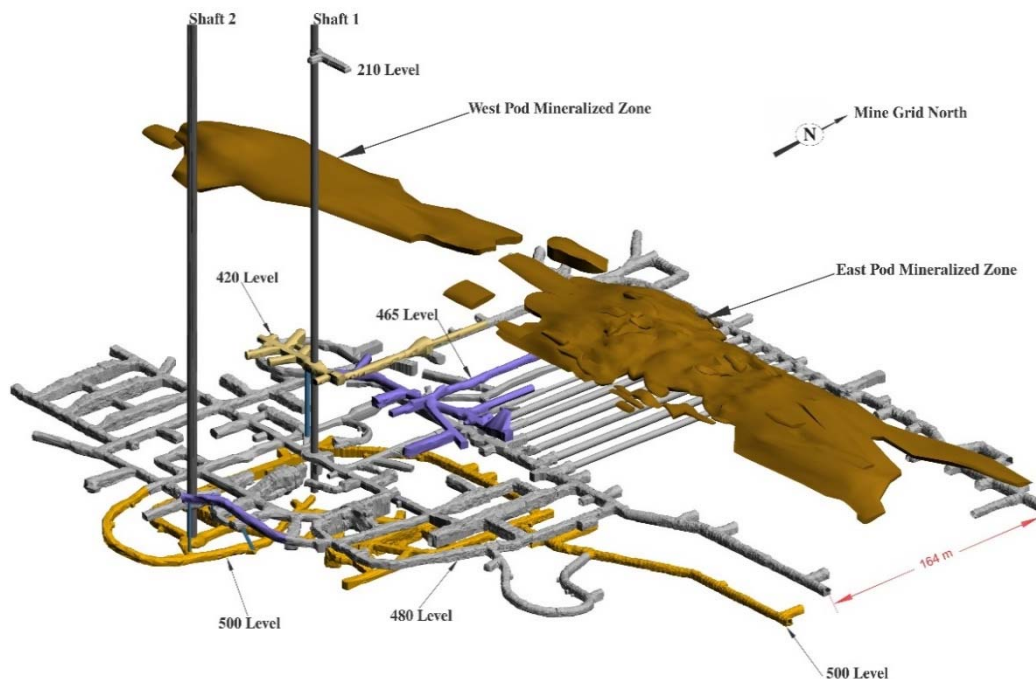 Shaft 2
Shaft 1
210 Level
West Pod Mineralized Zone
Mine Grid North
N
420 Level
465 Level
East Pod Mineralized Zone
164 m
500 Level
480 Level
500 Level